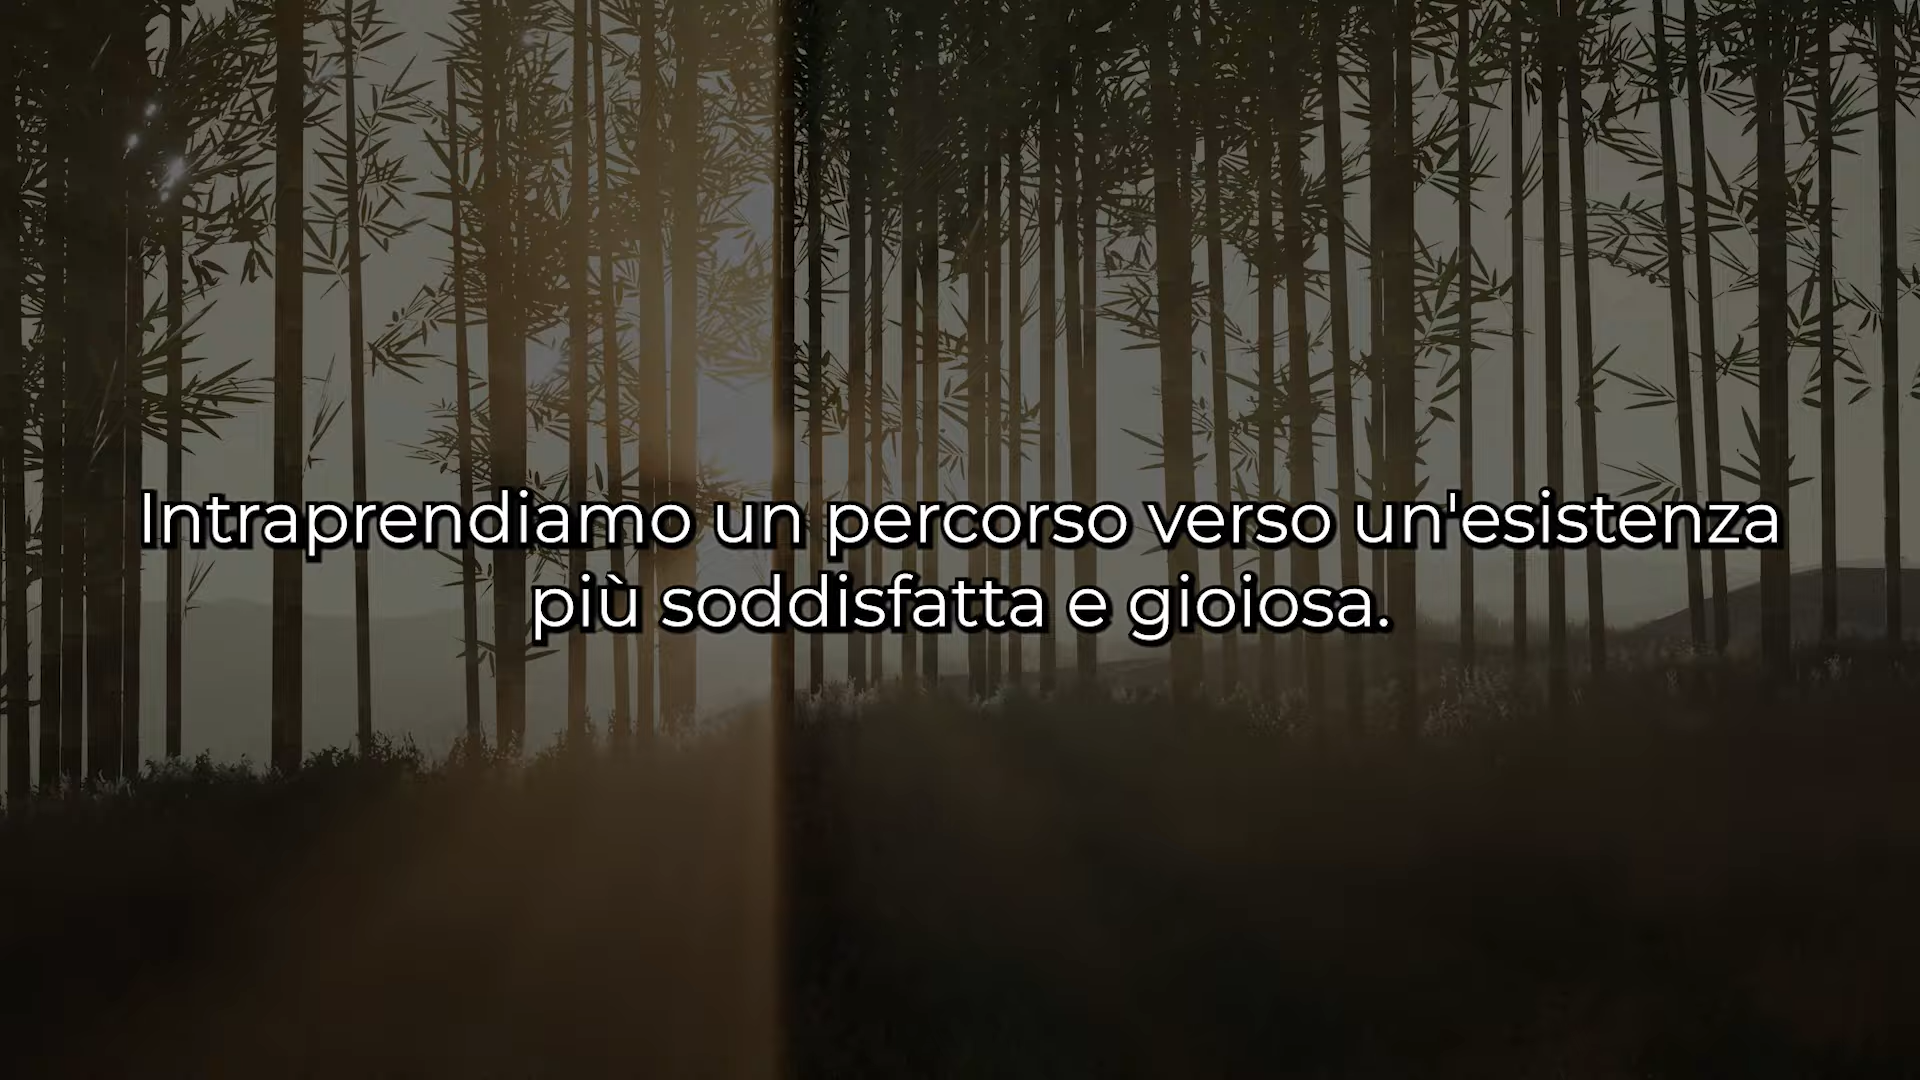 Intraprendiamo un percorso verso un'esistenza
più soddisfatta e gioiosa.